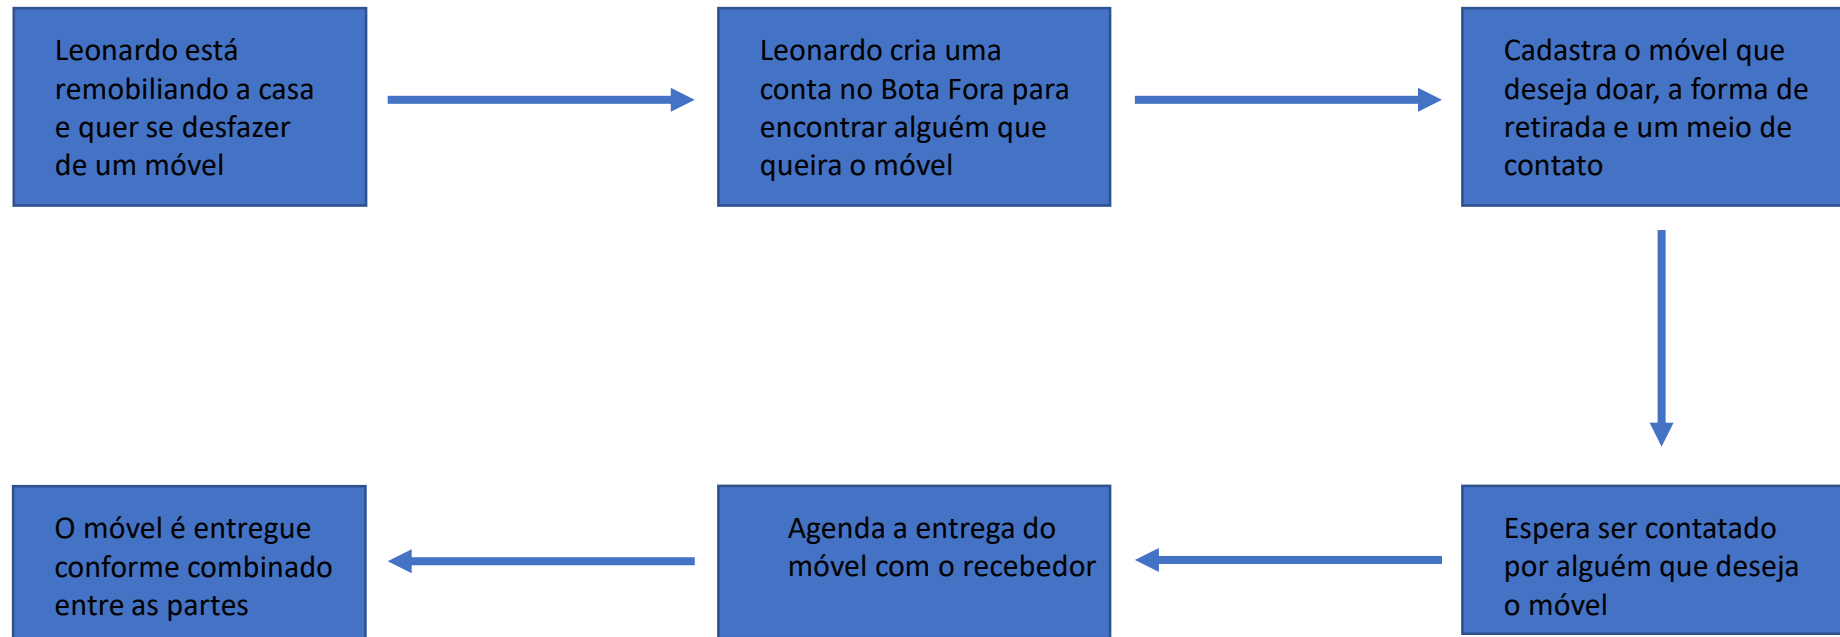 Leonardo está
remobiliando a casa
e quer se desfazer
de um móvel
Leonardo cria uma
conta no Bota Fora para
encontrar alguém que
queira o móvel
Cadastra o móvel que
deseja doar, a forma de
retirada e um meio de
contato
Espera ser contatado
por alguém que deseja
o móvel
Agenda a entrega do
móvel com o recebedor
O móvel é entregue
conforme combinado
entre as partes